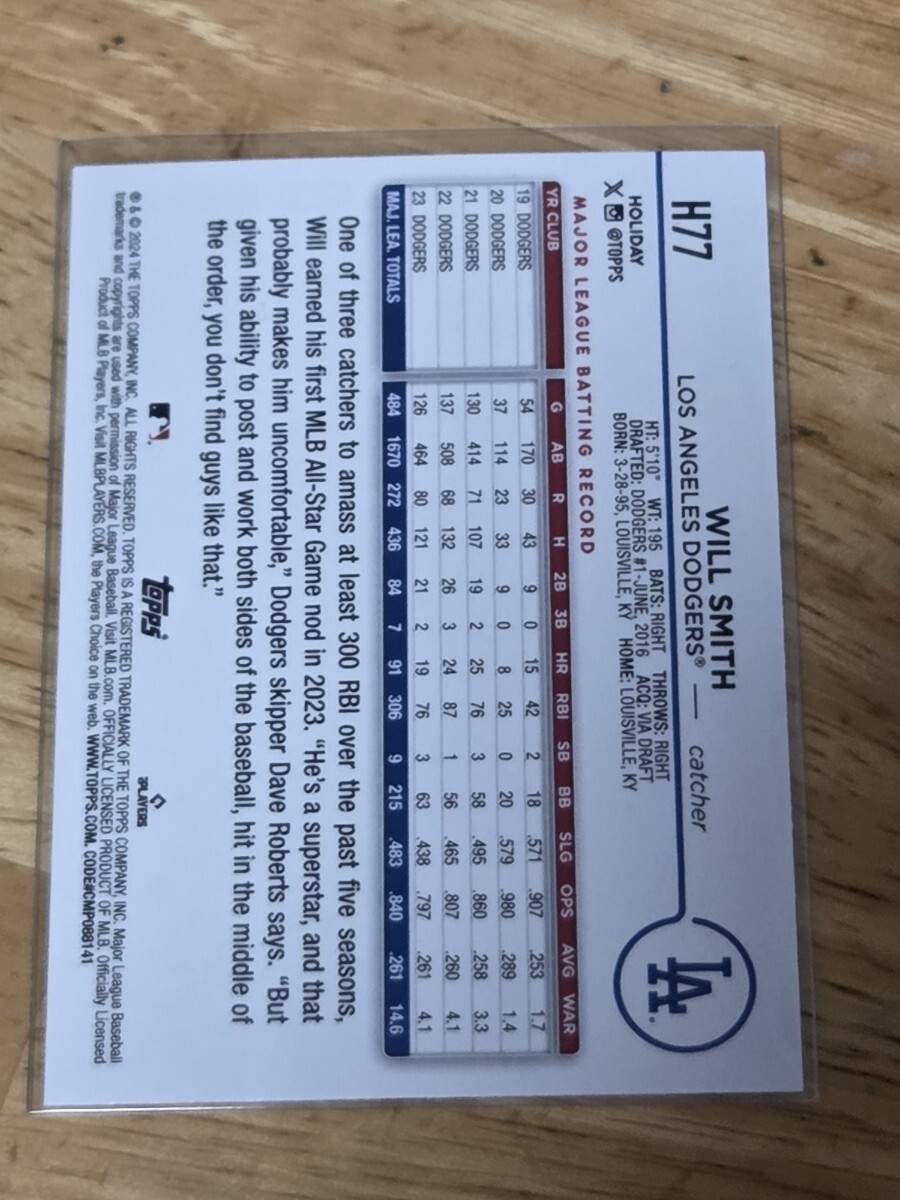 H77
WILL SMITH
LOS ANGELES DODGERS® — catcher
HT: 5'10" WT: 195 BATS: RIGHT THROWS: RIGHT
DRAFTED: DODGERS #1-JUNE, 2016 ACQ: VIA DRAFT
BORN: 3-28-95, LOUISVILLE, KY HOME: LOUISVILLE, KY
HOLIDAY
X @TOPPS
LA
MAJOR LEAGUE BATTING RECORD
YR CLUB G AB R H 2B 3B HR RBI SB BB SLG OPS AVG WAR
19 DODGERS 54 170 30 43 9 0 15 42 2 18 .571 .907 .253 1.7
20 DODGERS 37 114 23 33 9 0 8 25 0 20 .579 .980 .289 1.4
21 DODGERS 130 414 71 107 19 2 25 76 3 58 .495 .860 .258 3.3
22 DODGERS 137 508 68 132 26 3 24 87 1 56 .465 .807 .260 4.1
23 DODGERS 126 464 80 121 21 2 19 76 3 63 .438 .797 .261 4.1
MAJ. LEA. TOTALS 484 1670 272 436 84 7 91 306 9 215 .483 .840 .261 14.6
One of three catchers to amass at least 300 RBI over the past five seasons,
Will earned his first MLB All-Star Game nod in 2023. "He's a superstar, and that
probably makes him uncomfortable," Dodgers skipper Dave Roberts says. "But
given his ability to post and work both sides of the baseball, hit in the middle of
the order, you don't find guys like that."
topps
PLAYERS
® & © 2024 THE TOPPS COMPANY, INC. ALL RIGHTS RESERVED. TOPPS IS A REGISTERED TRADEMARK OF THE TOPPS COMPANY, INC. Major League Baseball
trademarks and copyrights are used with permission of Major League Baseball. Visit MLB.com. OFFICIALLY LICENSED PRODUCT OF MLB. Officially Licensed
Product of MLB Players, Inc. Visit MLBPLAYERS.COM, the Players Choice on the web. WWW.TOPPS.COM. CODE#CMP088141